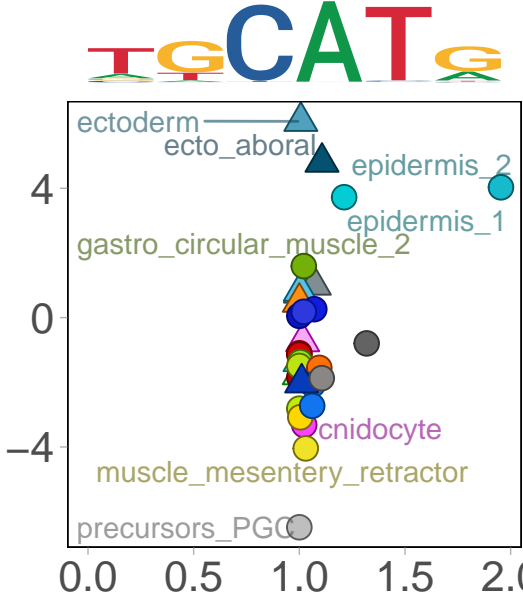 TGCATG
ectoderm
ecto_aboral
epidermis_2
epidermis_1
gastro_circular_muscle_2
cnidocyte
muscle_mesentery_retractor
precursors_PGC
4
0
−4
0.0 0.5 1.0 1.5